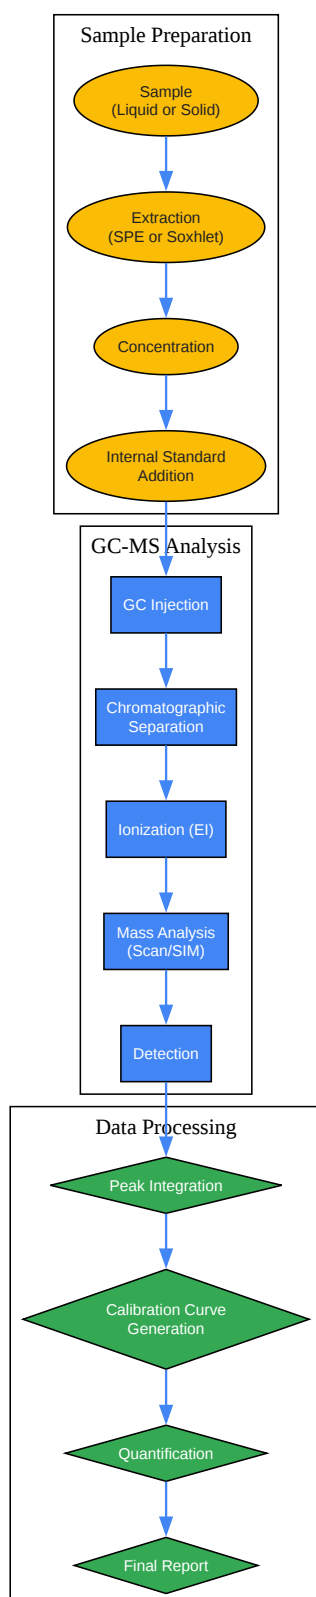 Sample Preparation
Sample
(Liquid or Solid)
Extraction
(SPE or Soxhlet)
Concentration
Internal Standard
Addition
GC-MS Analysis
GC Injection
Chromatographic
Separation
Ionization (EI)
Mass Analysis
(Scan/SIM)
Detection
Data Processing
Peak Integration
Calibration Curve
Generation
Quantification
Final Report